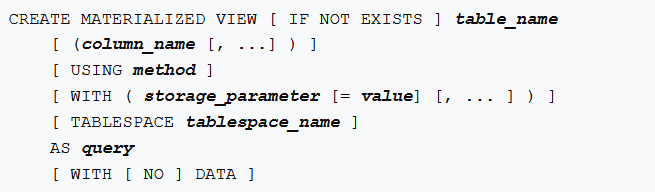 CREATE MATERIALIZED VIEW [ IF NOT EXISTS ] table_name
[ (column_name [, ...] ) ]
[ USING method ]
[ WITH ( storage_parameter [= value] [, ... ] ) ]
[ TABLESPACE tablespace_name ]
AS query
[ WITH [ NO ] DATA ]